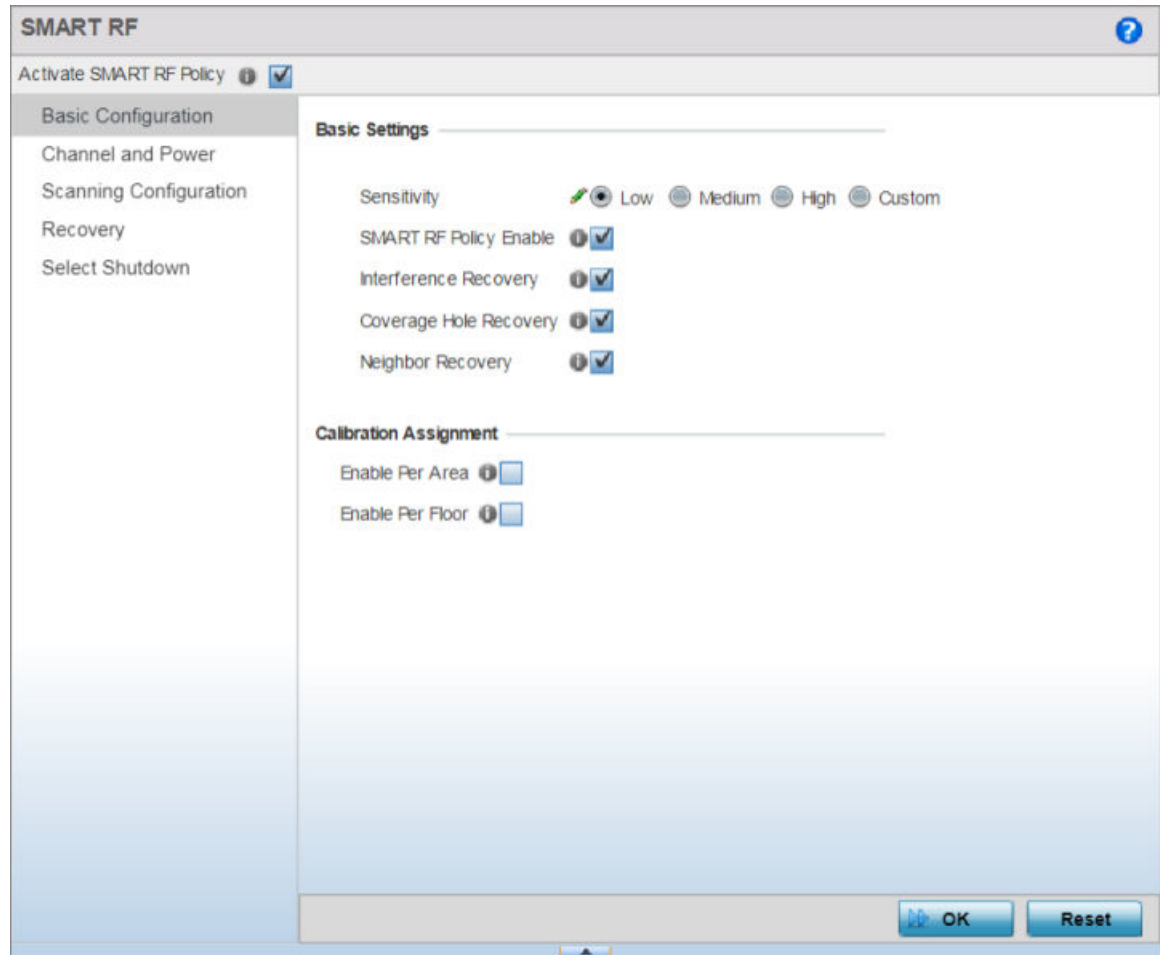 SMART RF
Activate SMART RF Policy
Basic Configuration
Channel and Power
Scanning Configuration
Recovery
Select Shutdown
Basic Settings
Sensitivity Low Medium High Custom
SMART RF Policy Enable
Interference Recovery
Coverage Hole Recovery
Neighbor Recovery
Calibration Assignment
Enable Per Area
Enable Per Floor
OK Reset